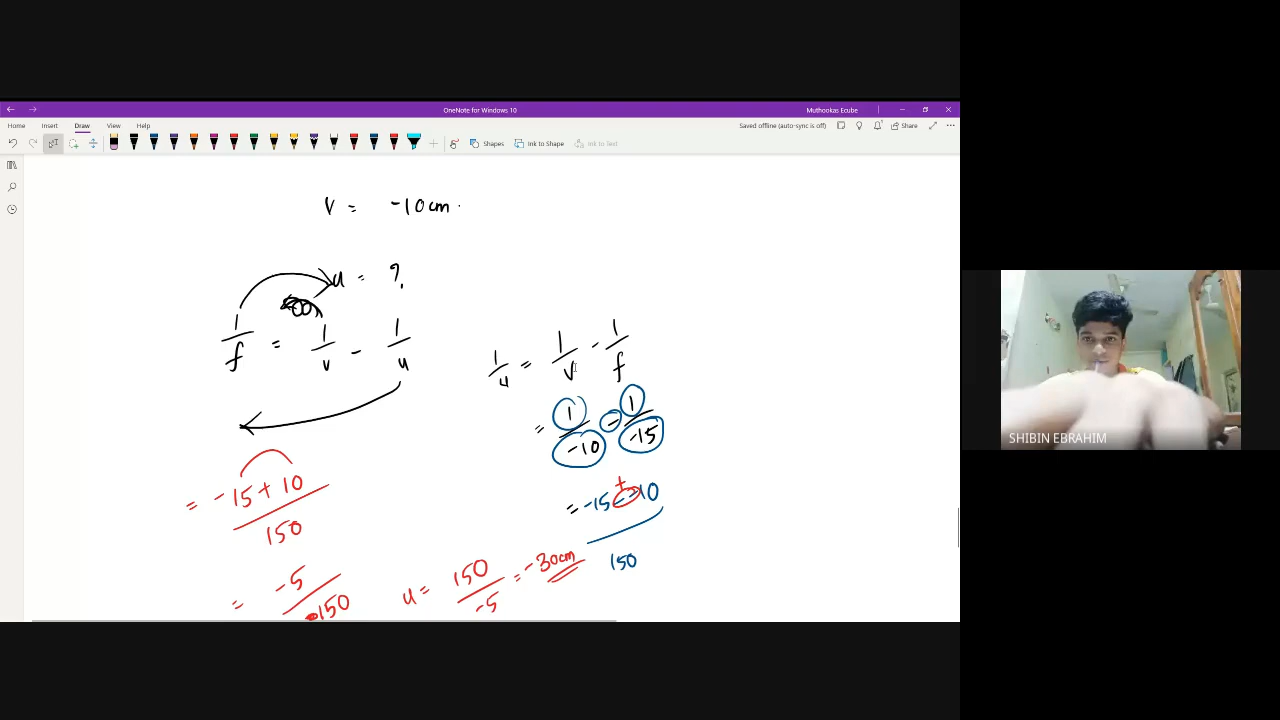 OneNote for Windows 10
Muthookas Ecube
Home Insert Draw View Help
Saved offline (auto-sync is off)
Share
Shapes
Ink to Shape
Ink to Text
v = -10cm.
u = ?
1/f = 1/v - 1/u
1/u = 1/v - 1/f
= 1/-10 - 1/-15
= -15 + 10
150
= -15 - -10 / 150
= -5/150
u = 150/-5 = -30cm
SHIBIN EBRAHIM